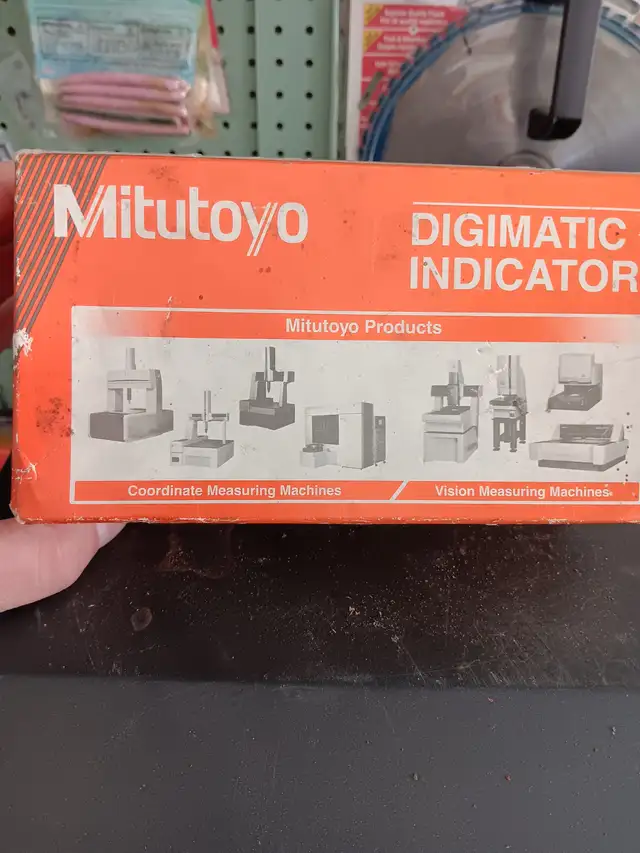 Mitutoyo
DIGIMATIC
INDICATOR
Mitutoyo Products
Coordinate Measuring Machines
Vision Measuring Machines